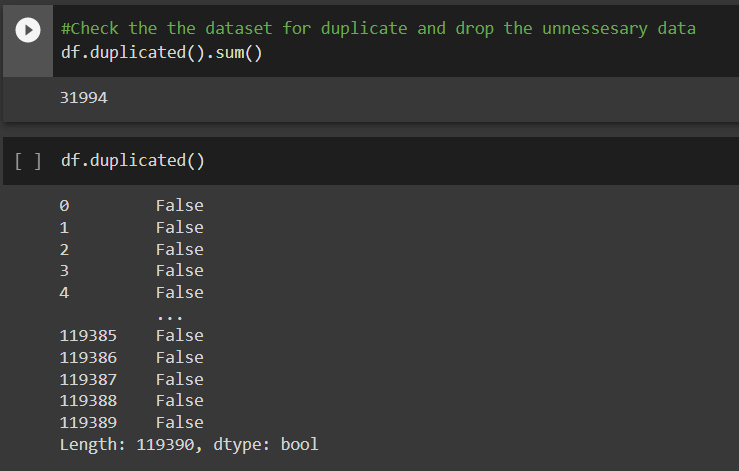 #Check the the dataset for duplicate and drop the unnessesary data
df.duplicated().sum()
31994
[ ] df.duplicated()
0 False
1 False
2 False
3 False
4 False
...
119385 False
119386 False
119387 False
119388 False
119389 False
Length: 119390, dtype: bool